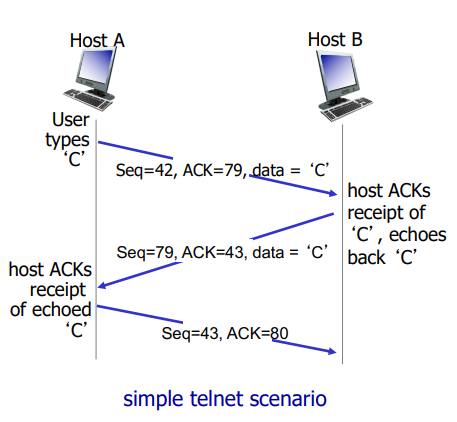 Host A
Host B
User
types
‘C’
Seq=42, ACK=79, data = ‘C’
host ACKs
receipt of
‘C’, echoes
back ‘C’
Seq=79, ACK=43, data = ‘C’
host ACKs
receipt
of echoed
‘C’
Seq=43, ACK=80
simple telnet scenario